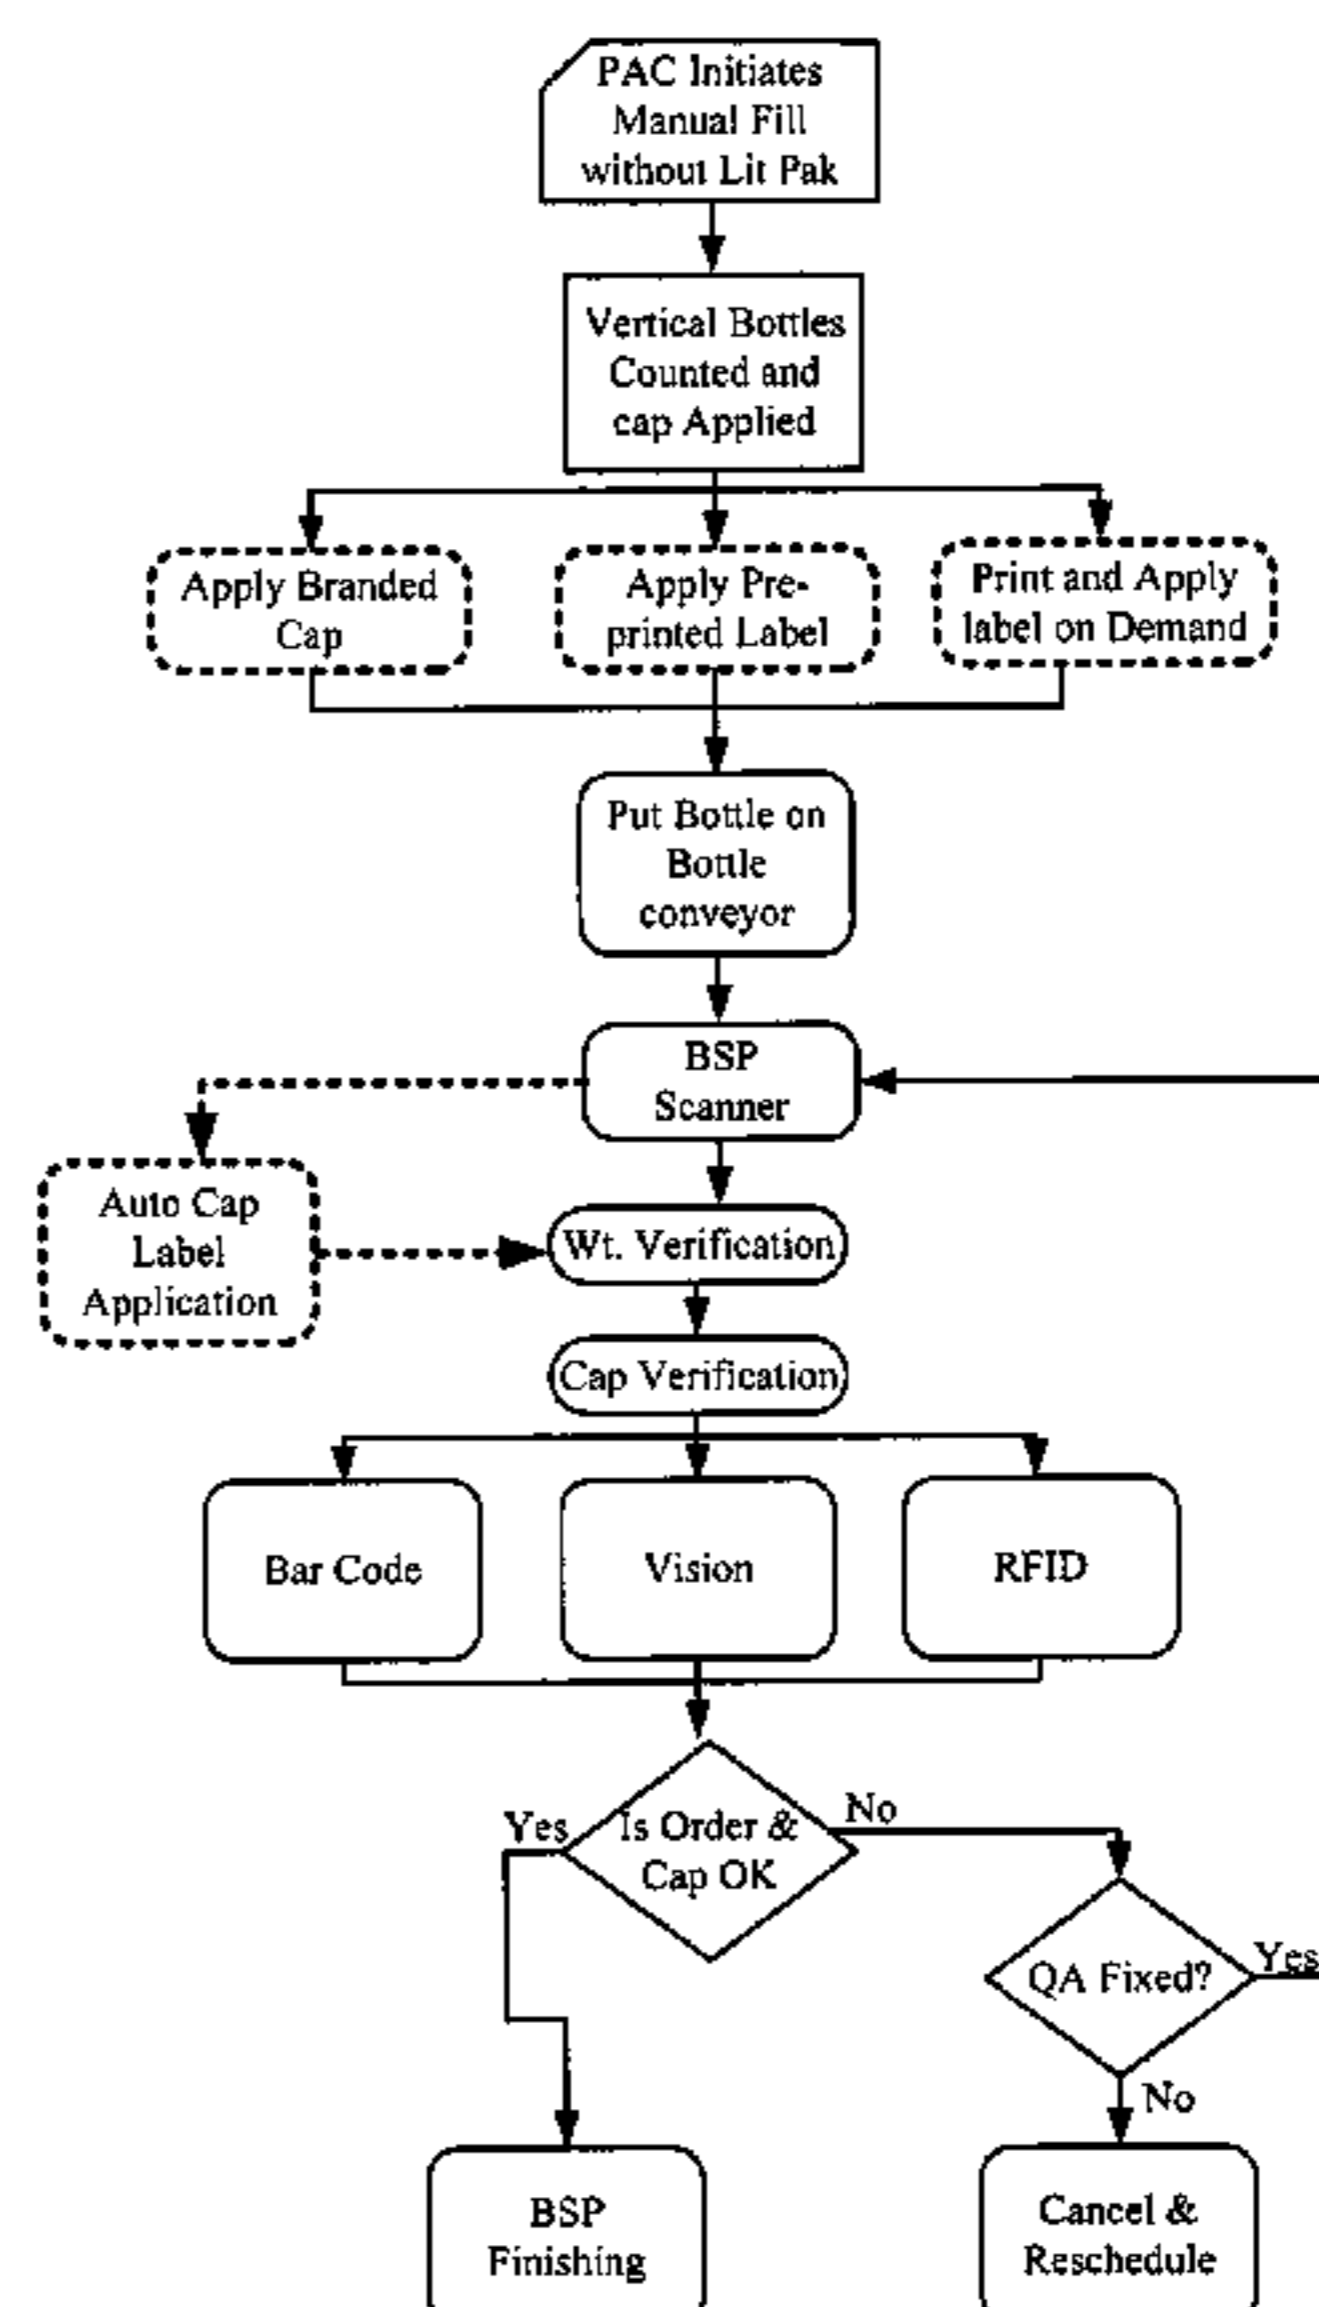 PAC Initiates
Manual Fill
without Lit Pak
Vertical Bottles
Counted and
cap Applied
Apply Branded
Cap
Apply Pre-
printed Label
Print and Apply
label on Demand
Put Bottle on
Bottle
conveyor
BSP
Scanner
Auto Cap
Label
Application
Wt. Verification
Cap Verification
Bar Code
Vision
RFID
Yes
Is Order &
Cap OK
No
QA Fixed?
Yes
No
BSP
Finishing
Cancel &
Reschedule